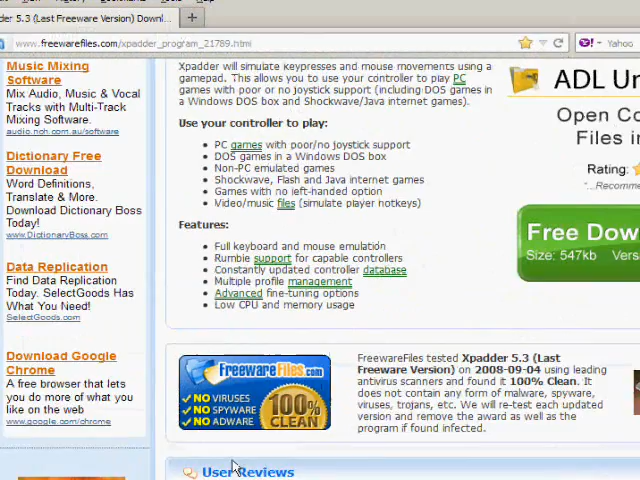 der 5.3 (Last Freeware Version) Downl...
www.freewarefiles.com/xpadder_program_21789.html
Yahoo
Music Mixing
Software
Mix Audio, Music & Vocal
Tracks with Multi-Track
Mixing Software.
audio.nch.com.au/software
Dictionary Free
Download
Word Definitions,
Translate & More.
Download Dictionary Boss
Today!
www.DictionaryBoss.com
Data Replication
Find Data Replication
Today. SelectGoods Has
What You Need!
SelectGoods.com
Download Google
Chrome
A free browser that lets
you do more of what you
like on the web
www.google.com/chrome
Xpadder will simulate keypresses and mouse movements using a
gamepad. This allows you to use your controller to play PC
games with poor or no joystick support (including DOS games in
a Windows DOS box and Shockwave/Java internet games).
Use your controller to play:
PC games with poor/no joystick support
DOS games in a Windows DOS box
Non-PC emulated games
Shockwave, Flash and Java internet games
Games with no left-handed option
Video/music files (simulate player hotkeys)
Features:
Full keyboard and mouse emulation
Rumble support for capable controllers
Constantly updated controller database
Multiple profile management
Advanced fine-tuning options
Low CPU and memory usage
ADL Un
Open Co
Files in
Rating:
"...Recomme
Free Dow
Size: 547kb Vers
FreewareFiles.com
NO VIRUSES
NO SPYWARE
NO ADWARE
100%
CLEAN
FreewareFiles tested Xpadder 5.3 (Last
Freeware Version) on 2008-09-04 using leading
antivirus scanners and found it 100% Clean. It
does not contain any form of malware, spyware,
viruses, trojans, etc. We will re-test each updated
version and remove the award as well as the
program if found infected.
User Reviews